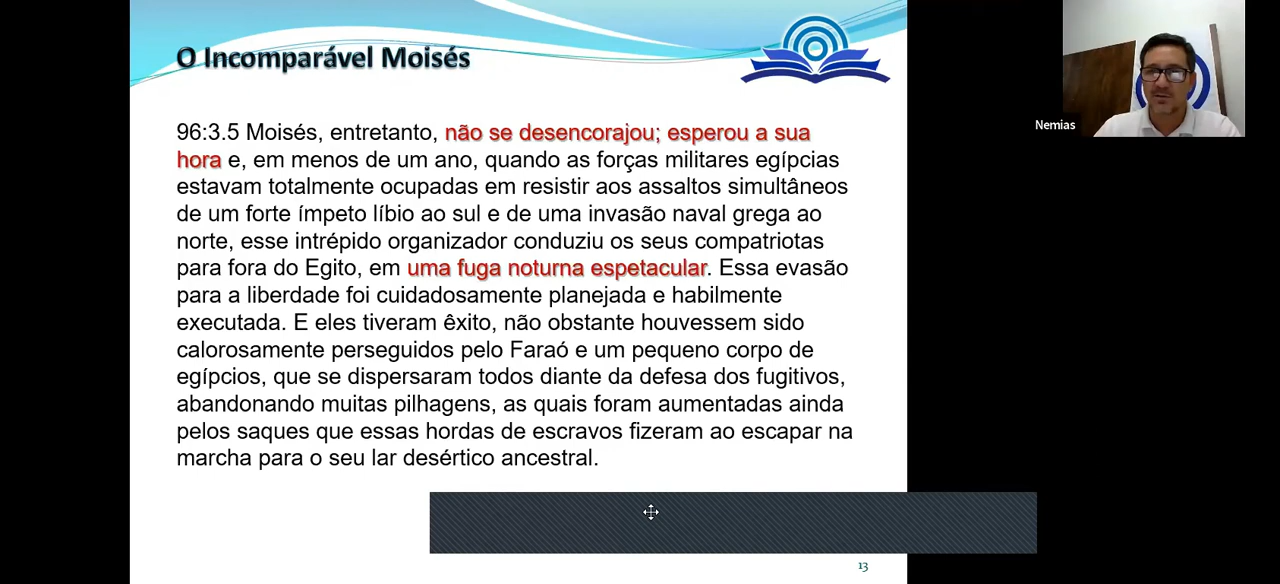 O Incomparável Moisés
96:3.5 Moisés, entretanto, não se desencorajou; esperou a sua
hora e, em menos de um ano, quando as forças militares egípcias
estavam totalmente ocupadas em resistir aos assaltos simultâneos
de um forte ímpeto líbio ao sul e de uma invasão naval grega ao
norte, esse intrépido organizador conduziu os seus compatriotas
para fora do Egito, em uma fuga noturna espetacular. Essa evasão
para a liberdade foi cuidadosamente planejada e habilmente
executada. E eles tiveram êxito, não obstante houvessem sido
calorosamente perseguidos pelo Faraó e um pequeno corpo de
egípcios, que se dispersaram todos diante da defesa dos fugitivos,
abandonando muitas pilhagens, as quais foram aumentadas ainda
pelos saques que essas hordas de escravos fizeram ao escapar na
marcha para o seu lar desértico ancestral.
13
Nemias